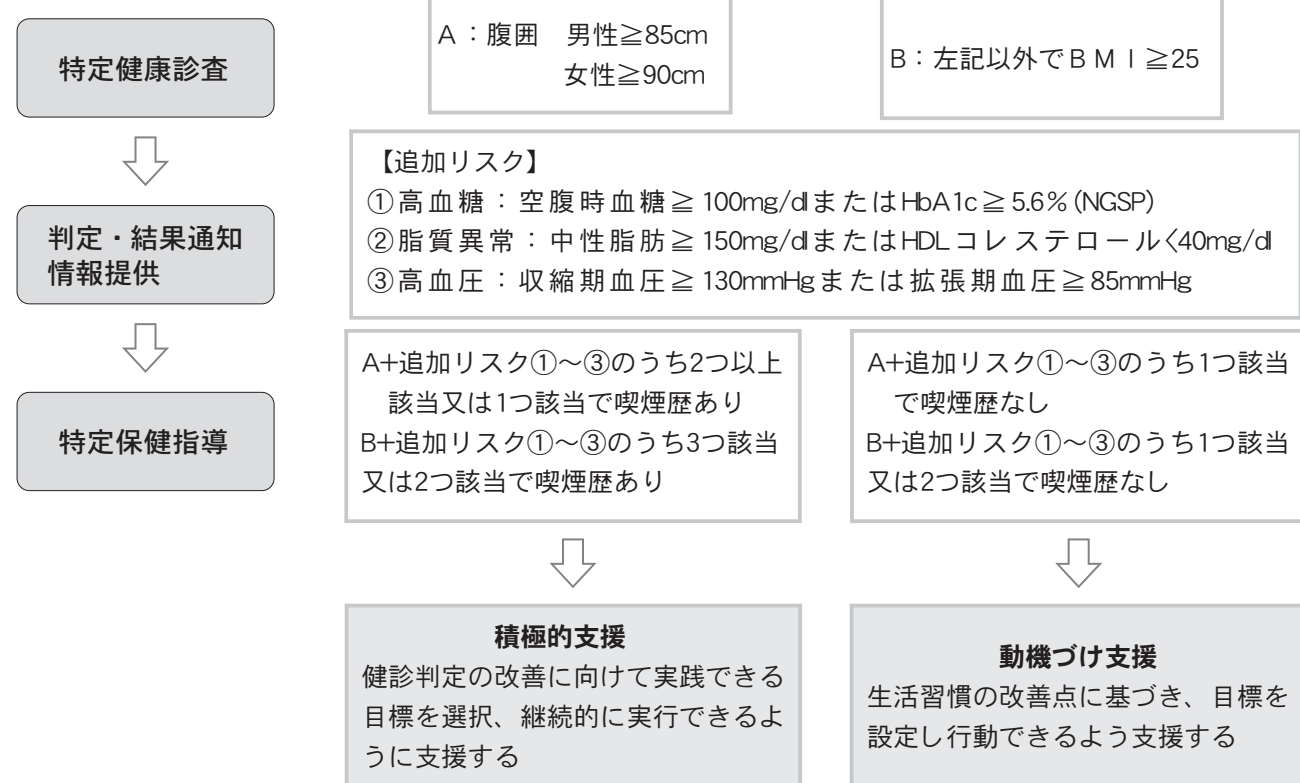 特定健康診査
A：腹囲　男性≧85cm
女性≧90cm
B：左記以外でＢＭＩ≧25
判定・結果通知
情報提供
【追加リスク】
①高血糖：空腹時血糖≧100mg/dlまたはHbA1c≧5.6％(NGSP)
②脂質異常：中性脂肪≧150mg/dlまたはHDLコレステロール〈40mg/dl
③高血圧：収縮期血圧≧130mmHgまたは拡張期血圧≧85mmHg
特定保健指導
A+追加リスク①～③のうち2つ以上
該当又は1つ該当で喫煙歴あり
B+追加リスク①～③のうち3つ該当
又は2つ該当で喫煙歴あり
A+追加リスク①～③のうち1つ該当
で喫煙歴なし
B+追加リスク①～③のうち1つ該当
又は2つ該当で喫煙歴なし
積極的支援
健診判定の改善に向けて実践できる
目標を選択、継続的に実行できるよ
うに支援する
動機づけ支援
生活習慣の改善点に基づき、目標を
設定し行動できるよう支援する